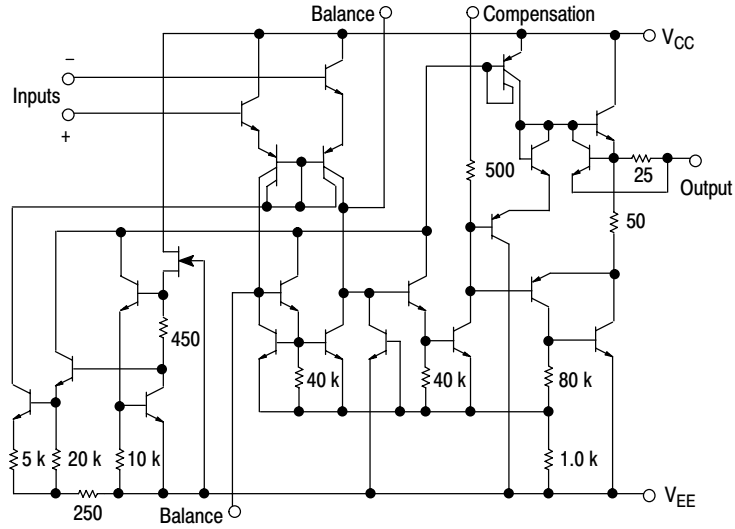 Balance
Compensation
VCC
−
Inputs
+
500
25
Output
50
450
40 k
40 k
80 k
5 k
20 k
10 k
1.0 k
250
VEE
Balance